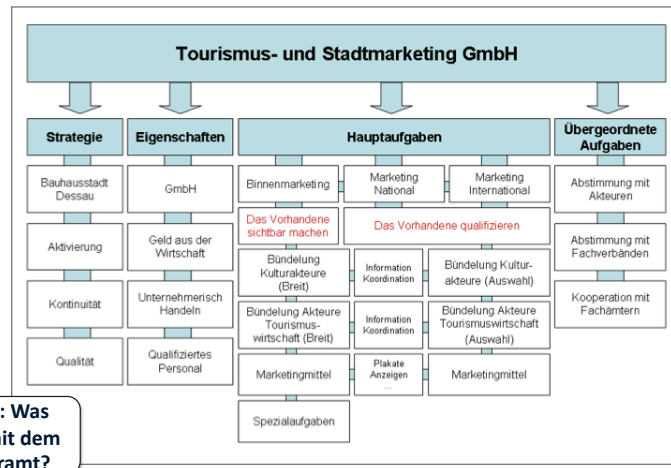 Tourismus- und Stadtmarketing GmbH
Strategie
Bauhausstadt
Dessau
Aktivierung
Kontinuität
Qualität
Eigenschaften
GmbH
Geld aus der
Wirtschaft
Unternehmerisch
Handeln
Qualifiziertes
Personal
Hauptaufgaben
Binnenmarketing
Marketing
National
Marketing
International
Das Vorhandene
sichtbar machen
Das Vorhandene qualifizieren
Bündelung
Kulturakteure
(Breit)
Information
Koordination
Bündelung Kultur-
akteure (Auswahl)
Bündelung Akteure
Tourismus-
wirtschaft (Breit)
Information
Koordination
Bündelung Akteure
Tourismuswirtschaft
(Auswahl)
Marketingmittel
Plakate
Anzeigen
...
Marketingmittel
Spezialaufgaben
Übergeordnete
Aufgaben
Abstimmung mit
Akteuren
Abstimmung mit
Fachverbänden
Kooperation mit
Fachämtern
: Was
mit dem
ramt?